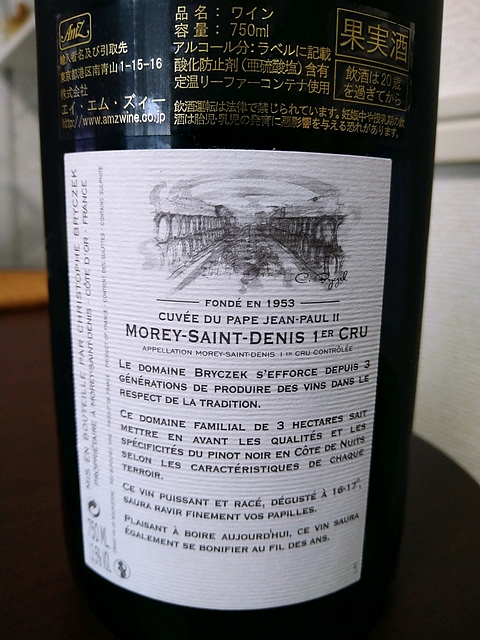 AMZ
輸入者名及び引取先
東京都港区南青山1-15-16
株式会社
エイ・エム・ズィー
http://www.amzwine.co.jp
品名：ワイン
容量：750ml
アルコール分：ラベルに記載
酸化防止剤(亜硫酸塩)含有
定温リーファーコンテナ使用
果実酒
飲酒は20歳
を過ぎてから
飲酒運転は法律で禁じられています。妊娠中や授乳期の飲
酒は胎児・乳児の発育に悪影響を与える恐れがあります。
FONDÉ EN 1953
CUVÉE DU PAPE JEAN-PAUL II
MOREY-SAINT-DENIS 1ER CRU
APPELLATION MOREY-SAINT-DENIS 1ER CRU CONTRÔLÉE
LE DOMAINE BRYCZEK S'EFFORCE DEPUIS 3
GÉNÉRATIONS DE PRODUIRE DES VINS DANS LE
RESPECT DE LA TRADITION.
CE DOMAINE FAMILIAL DE 3 HECTARES SAIT
METTRE EN AVANT LES QUALITÉS ET LES
SPÉCIFICITÉS DU PINOT NOIR EN CÔTE DE NUITS
SELON LES CARACTÉRISTIQUES DE CHAQUE
TERROIR.
CE VIN PUISSANT ET RACÉ, DÉGUSTÉ À 16-17°,
SAURA RAVIR FINEMENT VOS PAPILLES.
PLAISANT À BOIRE AUJOURD'HUI, CE VIN SAURA
ÉGALEMENT SE BONIFIER AU FIL DES ANS.
MIS EN BOUTEILLE PAR CHRISTOPHE BRYCZEK
PROPRIÉTAIRE À MOREY-SAINT-DENIS - CÔTE D'OR - FRANCE
750 ML